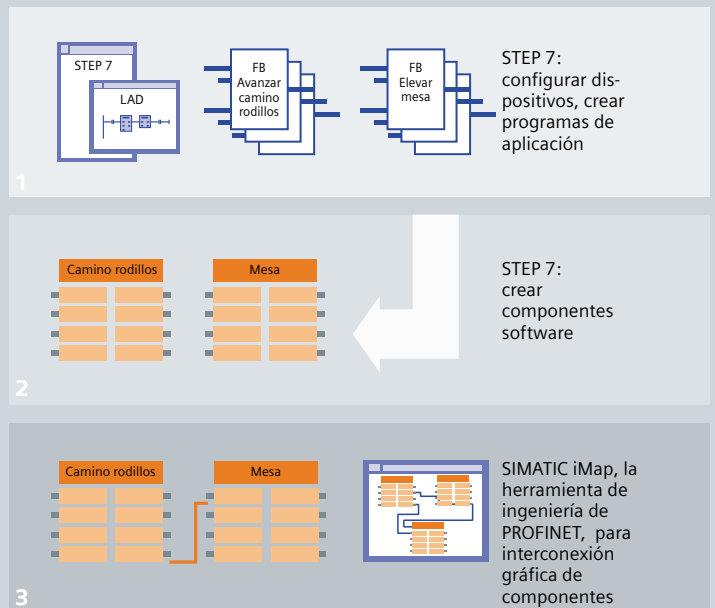 STEP 7
LAD
FB
Avanzar
camino
rodillos
FB
Elevar
mesa
STEP 7:
configurar dis-
positivos, crear
programas de
aplicación
1
Camino rodillos
Mesa
STEP 7:
crear
componentes
software
2
Camino rodillos
Mesa
SIMATIC iMap, la
herramienta de
ingeniería de
PROFINET, para
interconexión
gráfica de
componentes
3